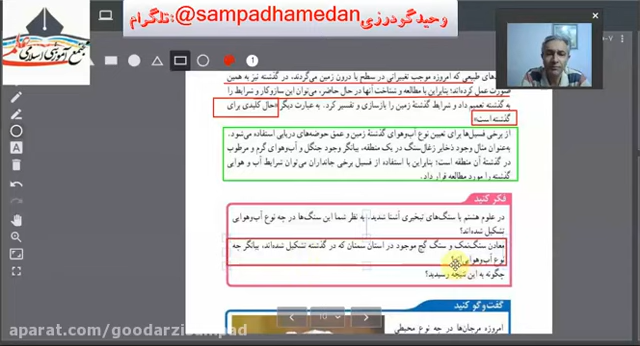 وحیدگودرزی@sampadhamedan:تلگرام
مجمع آموزشی اسلامی
های طبیعی که امروزه موجب تغییراتی در سطح یا درون زمین می‌گردند، در گذشته نیز به همین
صورت عمل کرده‌اند؛ بنابراین با مطالعه و شناخت آنها در حال حاضر، می‌توان این سازوکار و شرایط را
به گذشته تعمیم داد و شرایط گذشتهٔ زمین را بازسازی و تفسیر کرد. به عبارت دیگر «حال کلیدی برای
گذشته است»
از برخی فسیل‌ها برای تعیین نوع آب‌وهوای گذشتهٔ زمین و عمق حوضه‌های دریایی استفاده می‌شود.
به‌عنوان مثال وجود ذخایر زغال‌سنگ در یک منطقه، بیانگر وجود جنگل و آب‌وهوای گرم و مرطوب
در گذشتهٔ آن منطقه است؛ بنابراین با استفاده از فسیل برخی جانداران می‌توان شرایط آب و هوایی
گذشته را مورد مطالعه قرار داد.
فکر کنید
در علوم هشتم با سنگ‌های تبخیری آشنا شدید. به نظر شما این سنگ‌ها در چه نوع آب‌وهوایی
تشکیل شده‌اند؟
معادن سنگ‌نمک و سنگ گچ موجود در استان سمنان که در گذشته تشکیل شده‌اند، بیانگر چه
نوع آب‌وهوایی
چگونه به این نتیجه رسیدید؟
گفت‌وگو کنید
امروزه مرجان‌ها در چه نوع محیطی
aparat.com/goodarzisampad